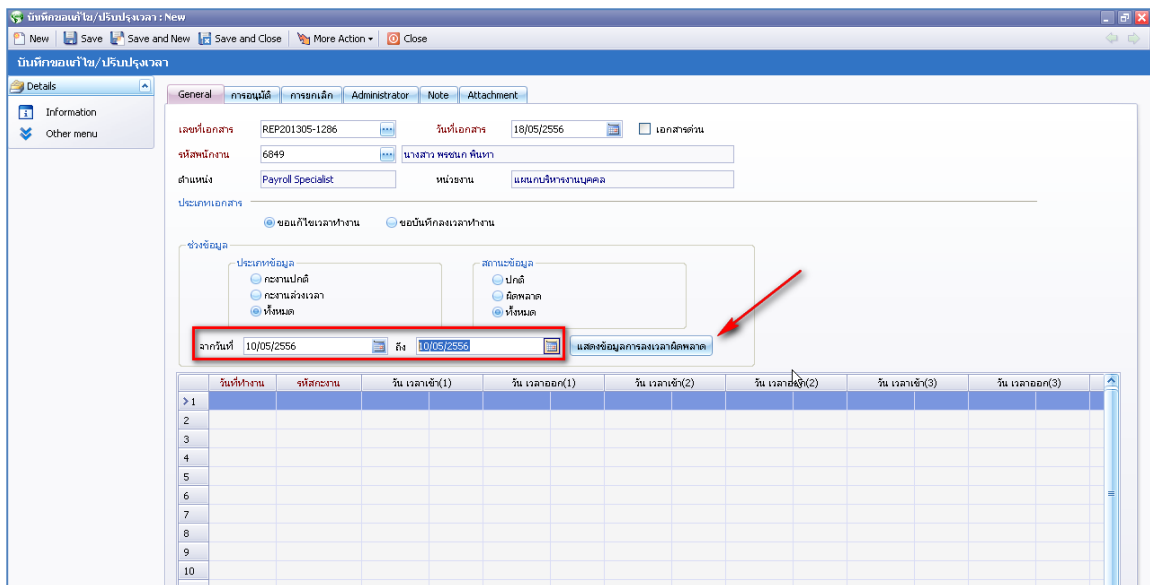 บันทึกขอแก้ไข/ปรับปรุงเวลา : New
New Save Save and New Save and Close More Action Close
บันทึกขอแก้ไข/ปรับปรุงเวลา
Details
Information
Other menu
General การอนุมัติ การยกเลิก Administrator Note Attachment
เลขที่เอกสาร REP201305-1286 วันที่เอกสาร 18/05/2556 เอกสารด่วน
รหัสพนักงาน 6849 นางสาว พรชนก พินทา
ตำแหน่ง Payroll Specialist หน่วยงาน แผนกบริหารงานบุคคล
ประเภทเอกสาร
ขอแก้ไขเวลาทำงาน ขอบันทึกลงเวลาทำงาน
ช่วงข้อมูล
ประเภทข้อมูล สถานะข้อมูล
กะงานปกติ ปกติ
กะงานล่วงเวลา ผิดพลาด
ทั้งหมด ทั้งหมด
จากวันที่ 10/05/2556 ถึง 10/05/2556 แสดงข้อมูลการลงเวลาผิดพลาด
วันที่ทำงาน รหัสกะงาน วัน เวลาเข้า(1) วัน เวลาออก(1) วัน เวลาเข้า(2) วัน เวลาออก(2) วัน เวลาเข้า(3) วัน เวลาออก(3)
1
2
3
4
5
6
7
8
9
10